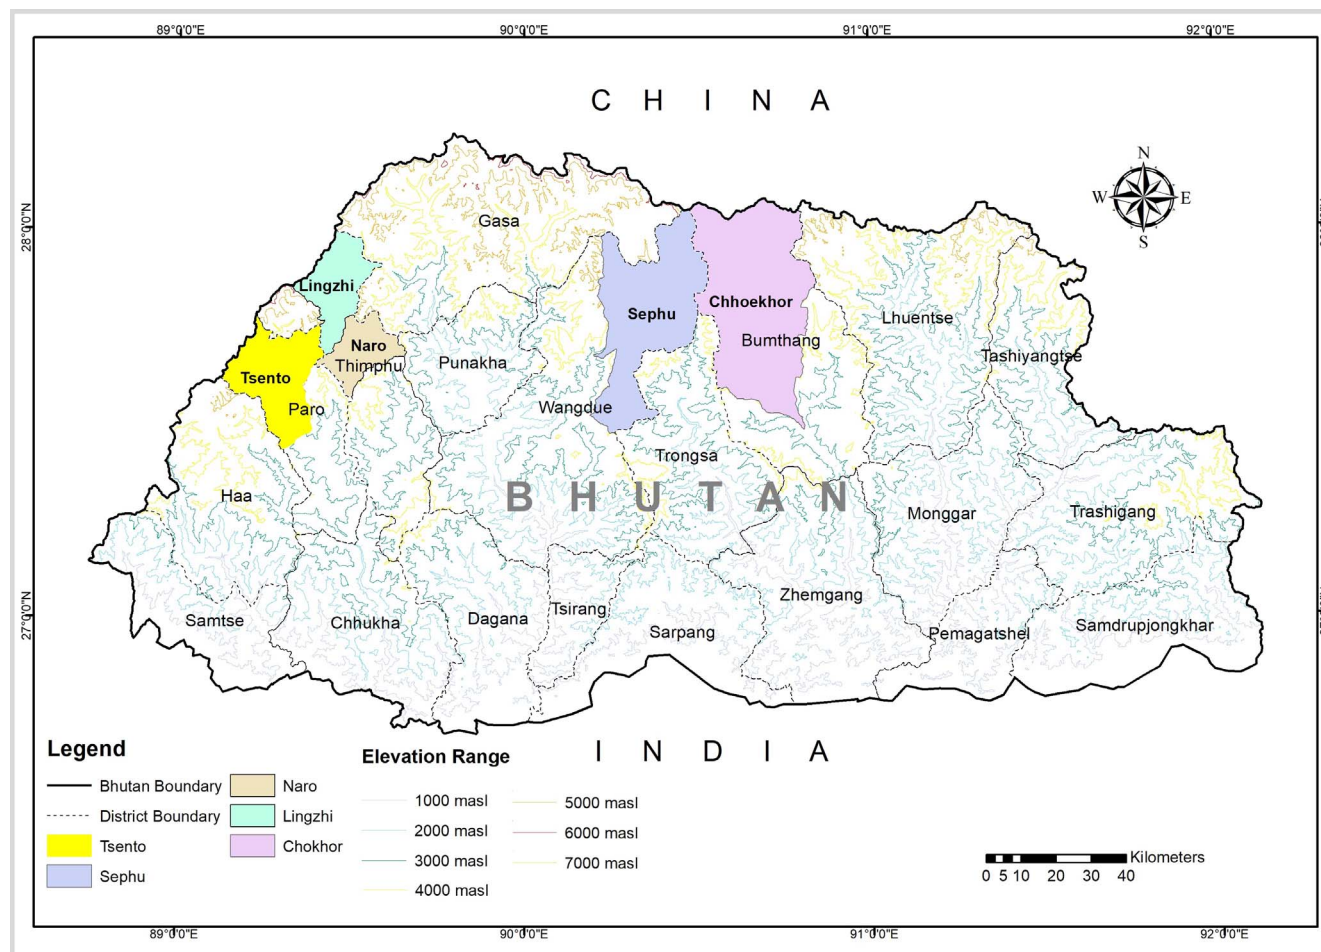 89°0'0"E 90°0'0"E 91°0'0"E 92°0'0"E
CHINA
N
W E
S
28°0'0"N
27°0'0"N
Gasa
Lingzhi
Sephu
Chhoekhor
Bumthang
Lhuentse
Naro
Thimphu
Punakha
Tashiyangtse
Tsento
Paro
Wangdue
Trongsa
Haa
BHUTAN
Monggar
Trashigang
Samtse
Chhukha
Dagana
Tsirang
Sarpang
Zhemgang
Pemagatshel
Samdrupjongkhar
INDIA
Legend
Bhutan Boundary
District Boundary
Tsento
Sephu
Naro
Lingzhi
Chokhor
Elevation Range
1000 masl
2000 masl
3000 masl
4000 masl
5000 masl
6000 masl
7000 masl
Kilometers
0 5 10 20 30 40
89°0'0"E 90°0'0"E 91°0'0"E 92°0'0"E